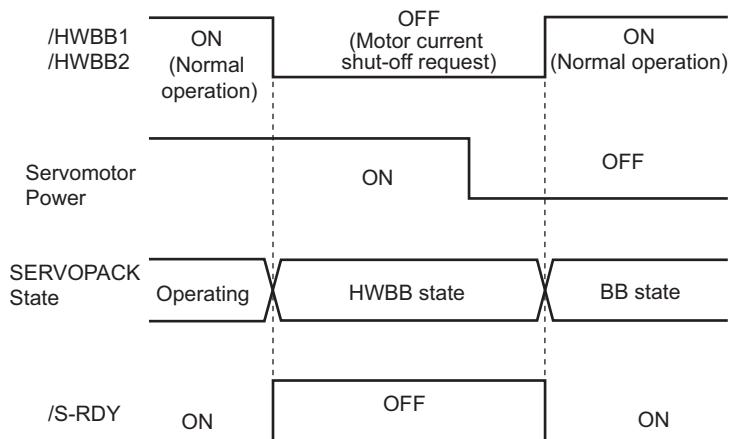 /HWBB1
/HWBB2
ON
(Normal
operation)
OFF
(Motor current
shut-off request)
ON
(Normal operation)
Servomotor
Power
ON
OFF
SERVOPACK
State
Operating
HWBB state
BB state
/S-RDY
ON
OFF
ON